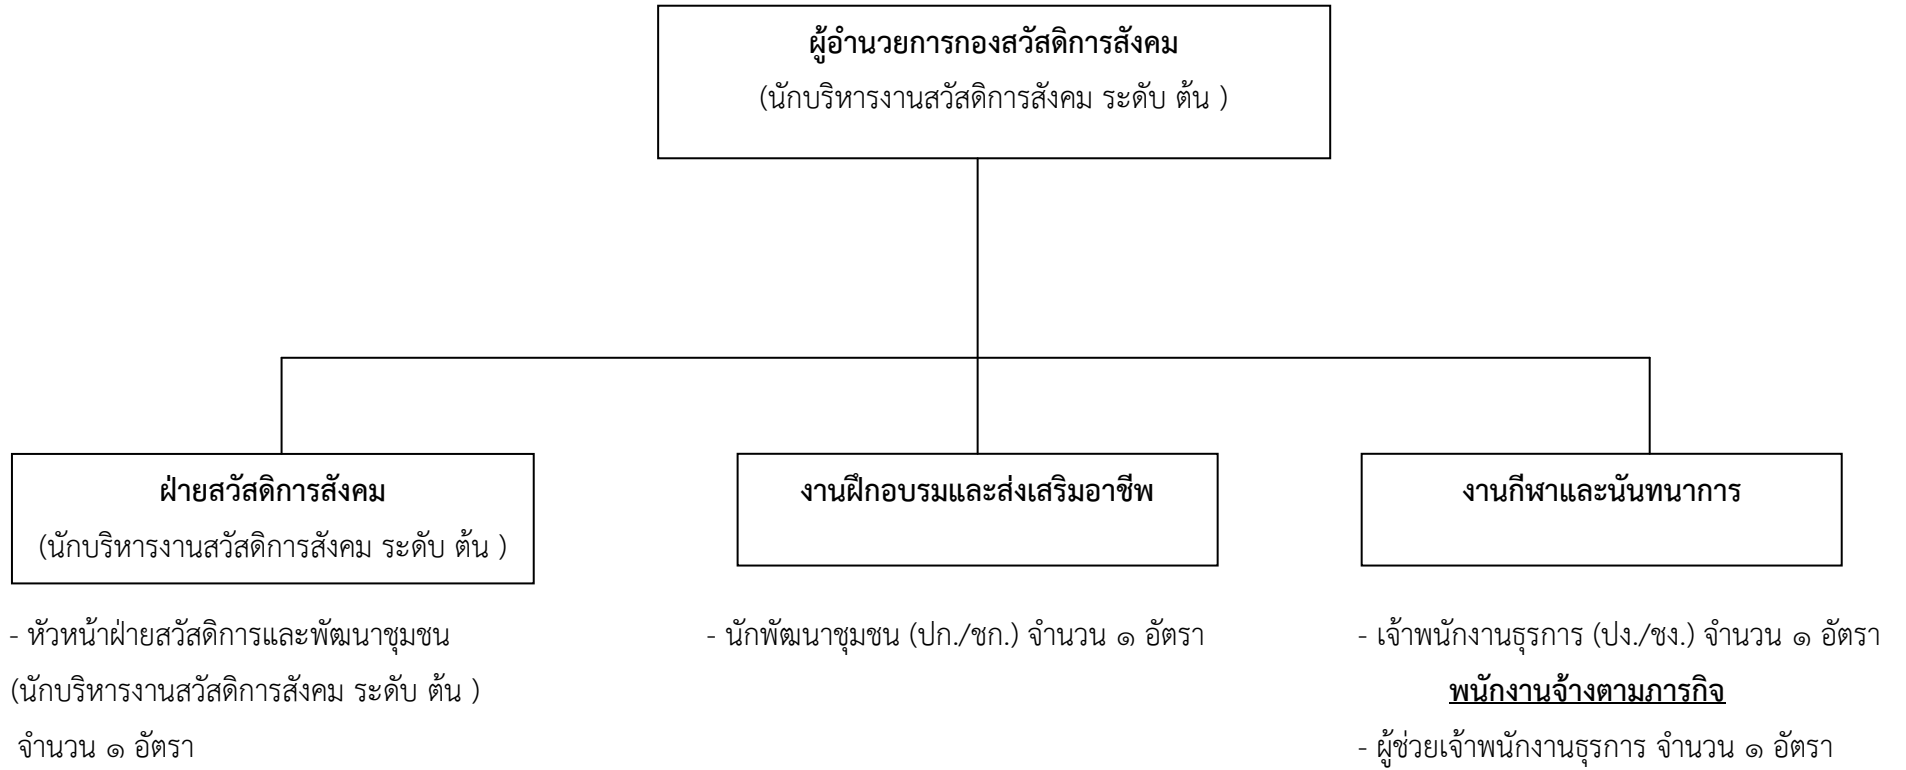 ผู้อำนวยการกองสวัสดิการสังคม
(นักบริหารงานสวัสดิการสังคม ระดับ ต้น )
ฝ่ายสวัสดิการสังคม
(นักบริหารงานสวัสดิการสังคม ระดับ ต้น )
- หัวหน้าฝ่ายสวัสดิการและพัฒนาชุมชน
(นักบริหารงานสวัสดิการสังคม ระดับ ต้น )
จำนวน ๑ อัตรา
งานฝึกอบรมและส่งเสริมอาชีพ
- นักพัฒนาชุมชน (ปก./ชก.) จำนวน ๑ อัตรา
งานกีฬาและนันทนาการ
- เจ้าพนักงานธุรการ (ปง./ชง.) จำนวน ๑ อัตรา
พนักงานจ้างตามภารกิจ
- ผู้ช่วยเจ้าพนักงานธุรการ จำนวน ๑ อัตรา